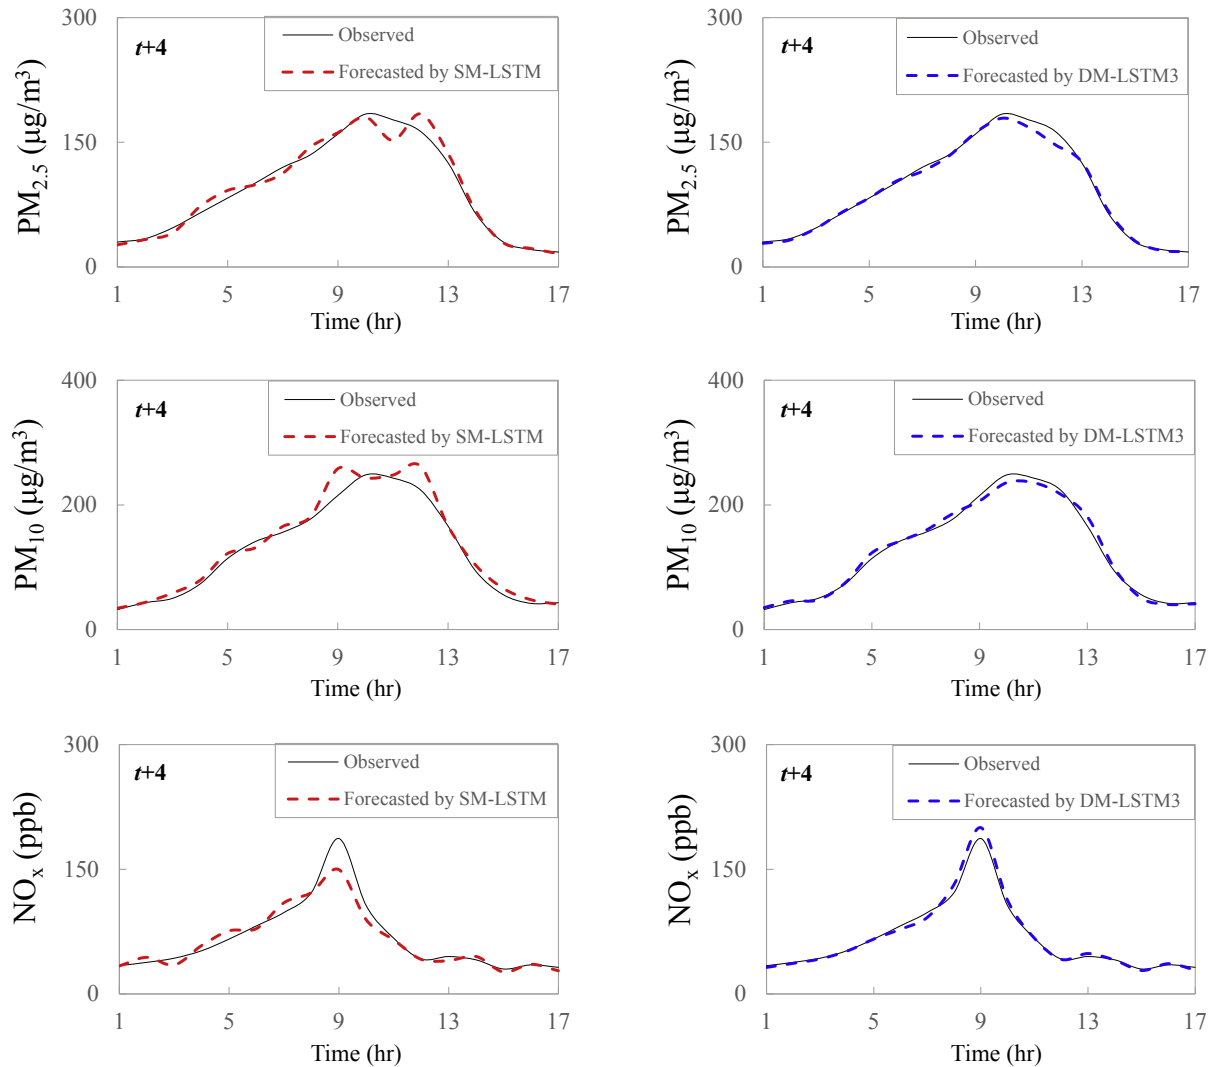 300
t+4
Observed
Forecasted by SM-LSTM
PM2.5 (μg/m³)
150
0
1 5 9 13 17
Time (hr)
300
t+4
Observed
Forecasted by DM-LSTM3
PM2.5 (μg/m³)
150
0
1 5 9 13 17
Time (hr)
400
t+4
Observed
Forecasted by SM-LSTM
PM10 (μg/m³)
200
0
1 5 9 13 17
Time (hr)
400
t+4
Observed
Forecasted by DM-LSTM3
PM10 (μg/m³)
200
0
1 5 9 13 17
Time (hr)
300
t+4
Observed
Forecasted by SM-LSTM
NOx (ppb)
150
0
1 5 9 13 17
Time (hr)
300
t+4
Observed
Forecasted by DM-LSTM3
NOx (ppb)
150
0
1 5 9 13 17
Time (hr)